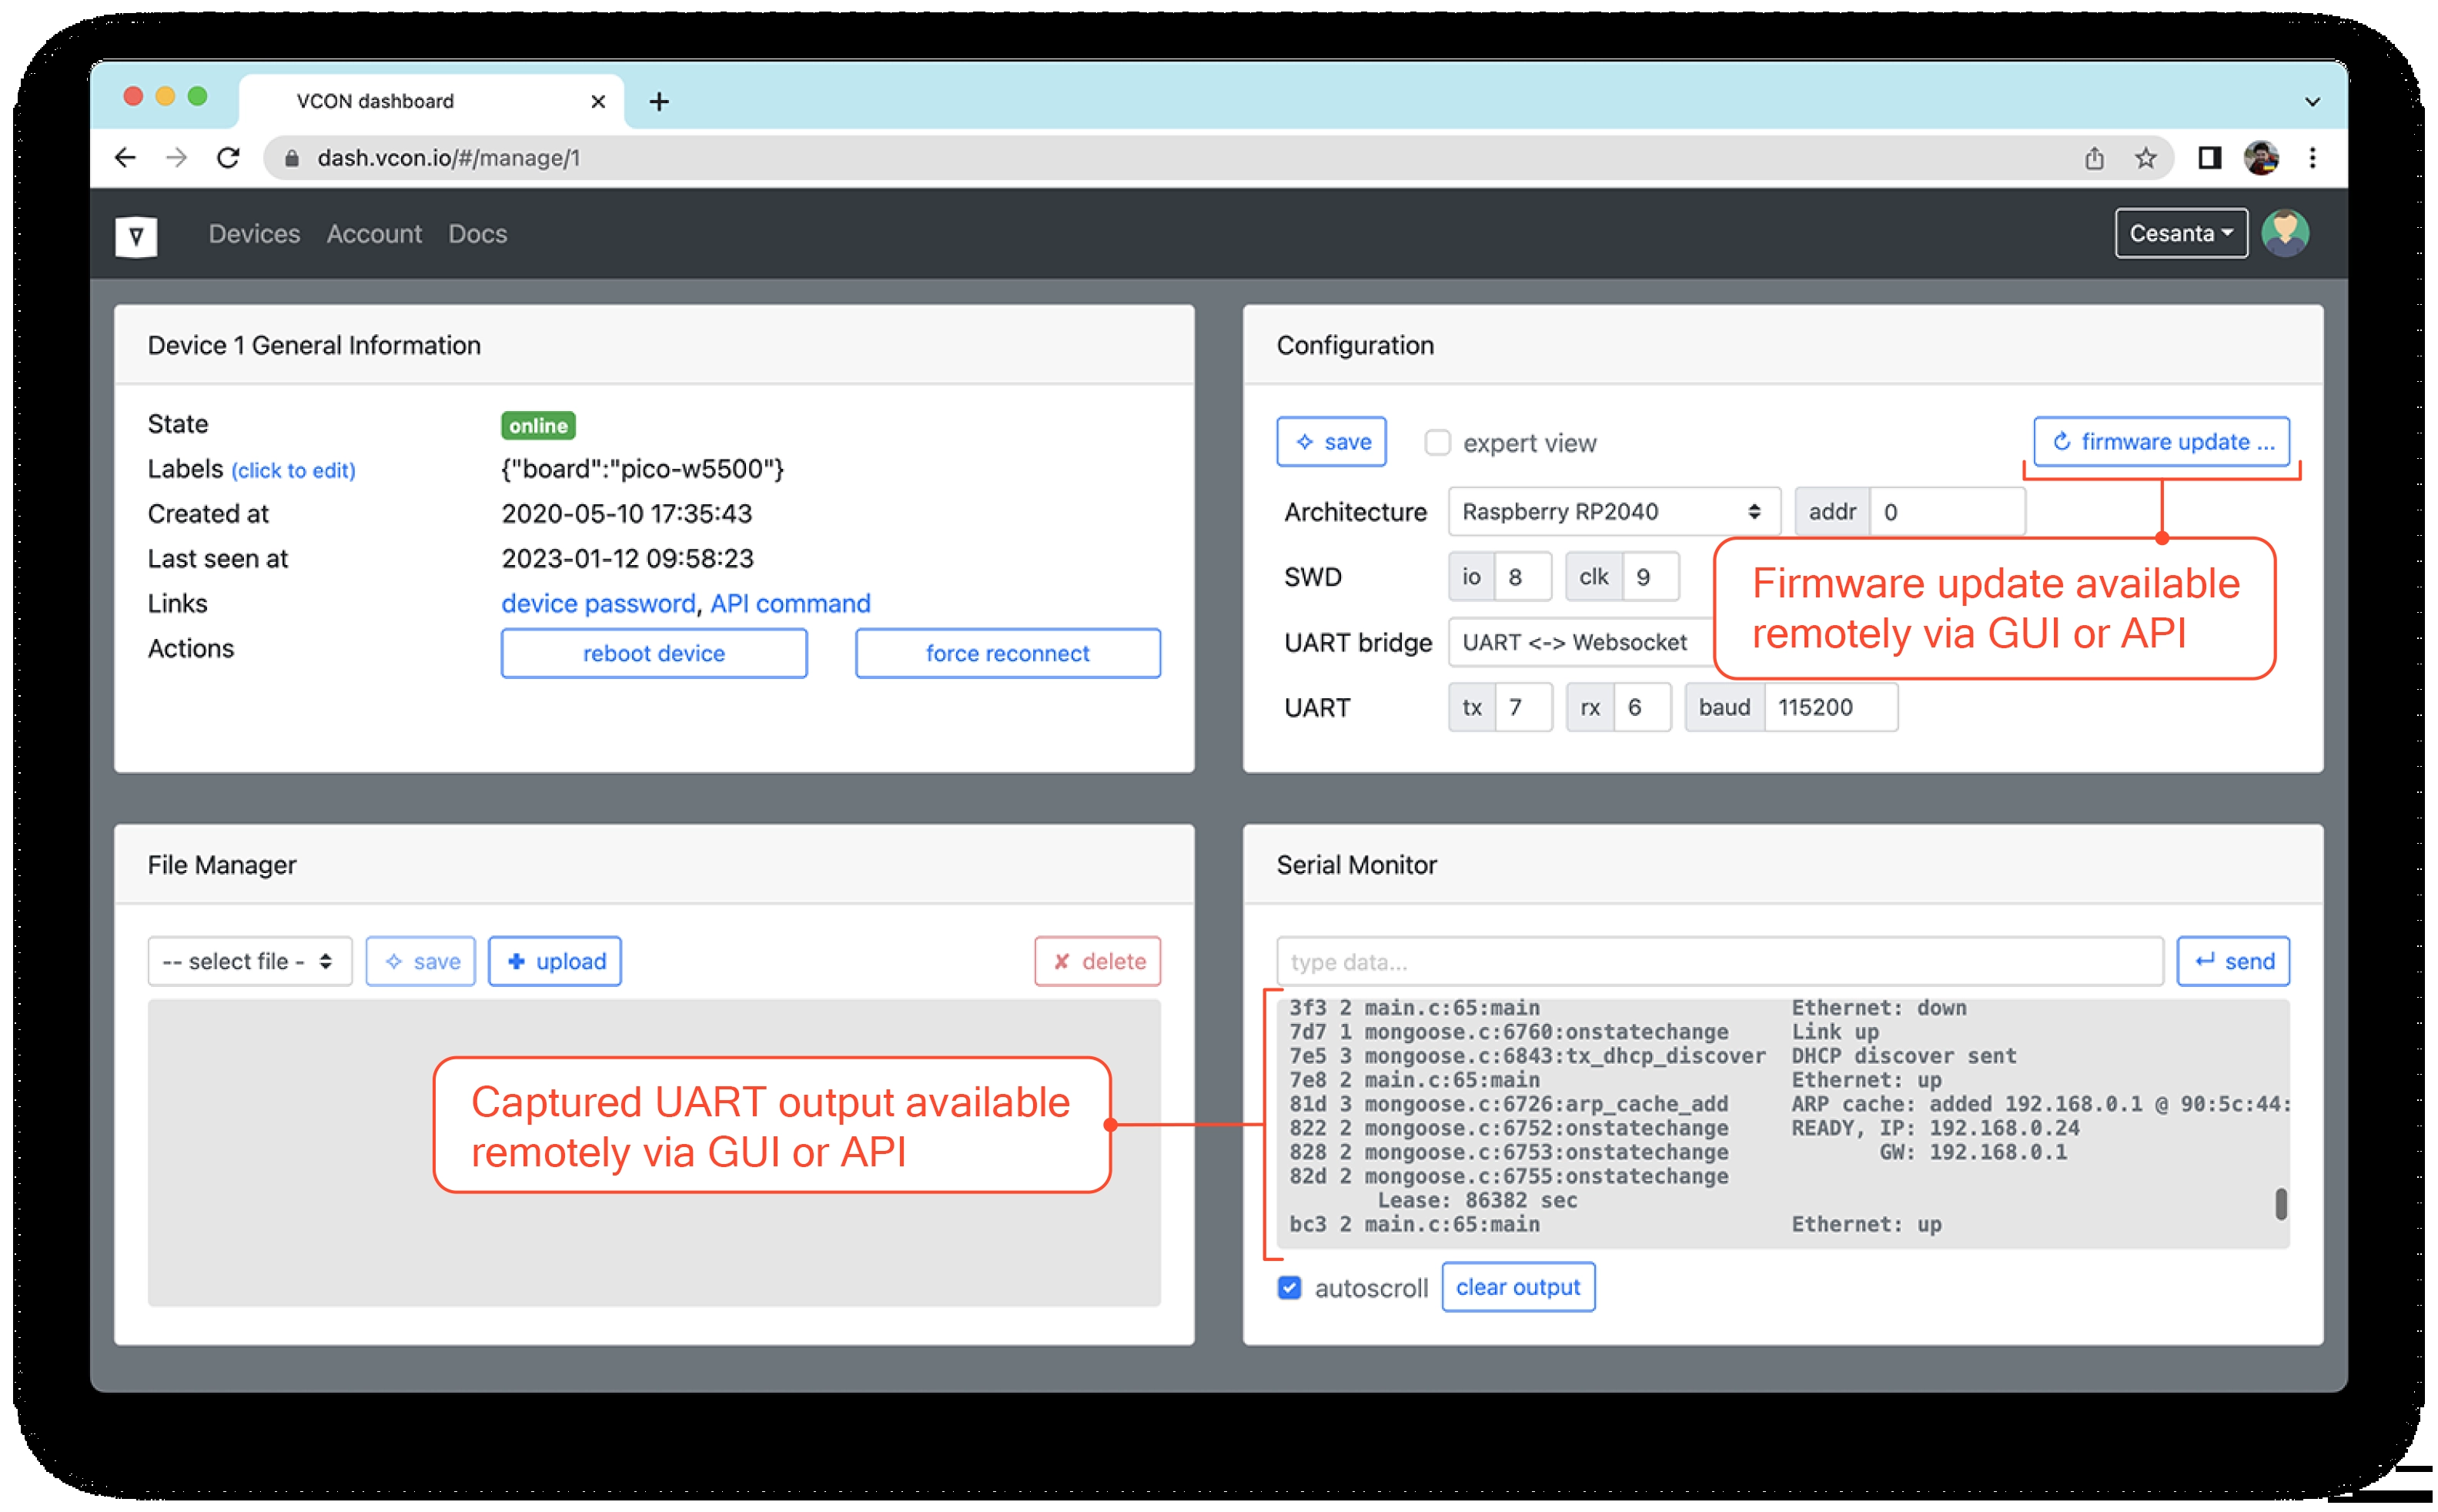 VCON dashboard
dash.vcon.io/#/manage/1
Devices Account Docs
Cesanta
Device 1 General Information
State online
Labels (click to edit) {"board":"pico-w5500"}
Created at 2020-05-10 17:35:43
Last seen at 2023-01-12 09:58:23
Links device password, API command
Actions reboot device force reconnect
Configuration
save expert view firmware update ...
Architecture Raspberry RP2040 addr 0
SWD io 8 clk 9
UART bridge UART <-> Websocket
UART tx 7 rx 6 baud 115200
Firmware update available
remotely via GUI or API
File Manager
-- select file - save upload delete
Captured UART output available
remotely via GUI or API
Serial Monitor
type data... send
3f3 2 main.c:65:main Ethernet: down
7d7 1 mongoose.c:6760:onstatechange Link up
7e5 3 mongoose.c:6843:tx_dhcp_discover DHCP discover sent
7e8 2 main.c:65:main Ethernet: up
81d 3 mongoose.c:6726:arp_cache_add ARP cache: added 192.168.0.1 @ 90:5c:44:
822 2 mongoose.c:6752:onstatechange READY, IP: 192.168.0.24
828 2 mongoose.c:6753:onstatechange GW: 192.168.0.1
82d 2 mongoose.c:6755:onstatechange
Lease: 86382 sec
bc3 2 main.c:65:main Ethernet: up
autoscroll clear output